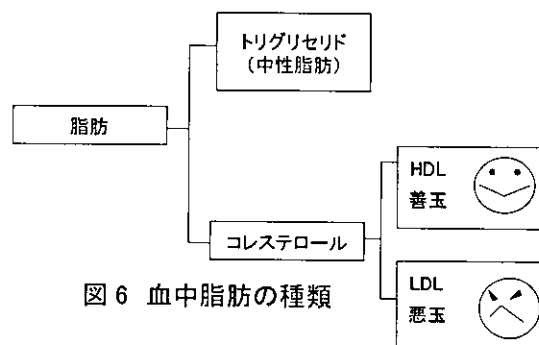 トリグリセリド
(中性脂肪)
脂肪
HDL
善玉
コレステロール
LDL
悪玉
図6 血中脂肪の種類